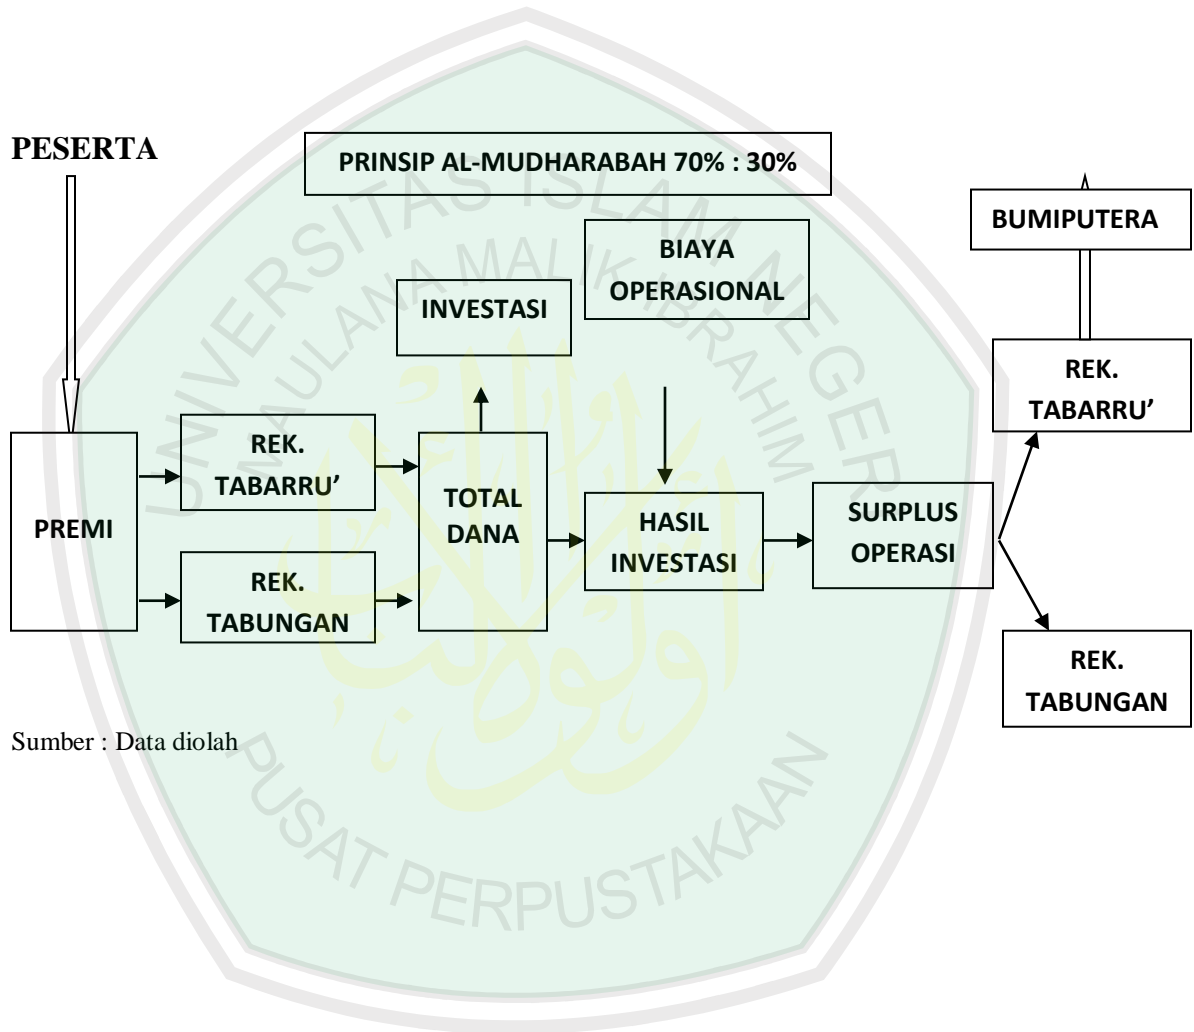 PESERTA
PRINSIP AL-MUDHARABAH 70% : 30%
BUMIPUTERA
BIAYA
OPERASIONAL
INVESTASI
REK.
TABARRU’
PREMI
REK.
TABARRU’
REK.
TABUNGAN
TOTAL
DANA
HASIL
INVESTASI
SURPLUS
OPERASI
REK.
TABUNGAN
Sumber : Data diolah
UNIVERSITAS ISLAM NEGERI
MAULANA MALIK IBRAHIM
PUSAT PERPUSTAKAAN